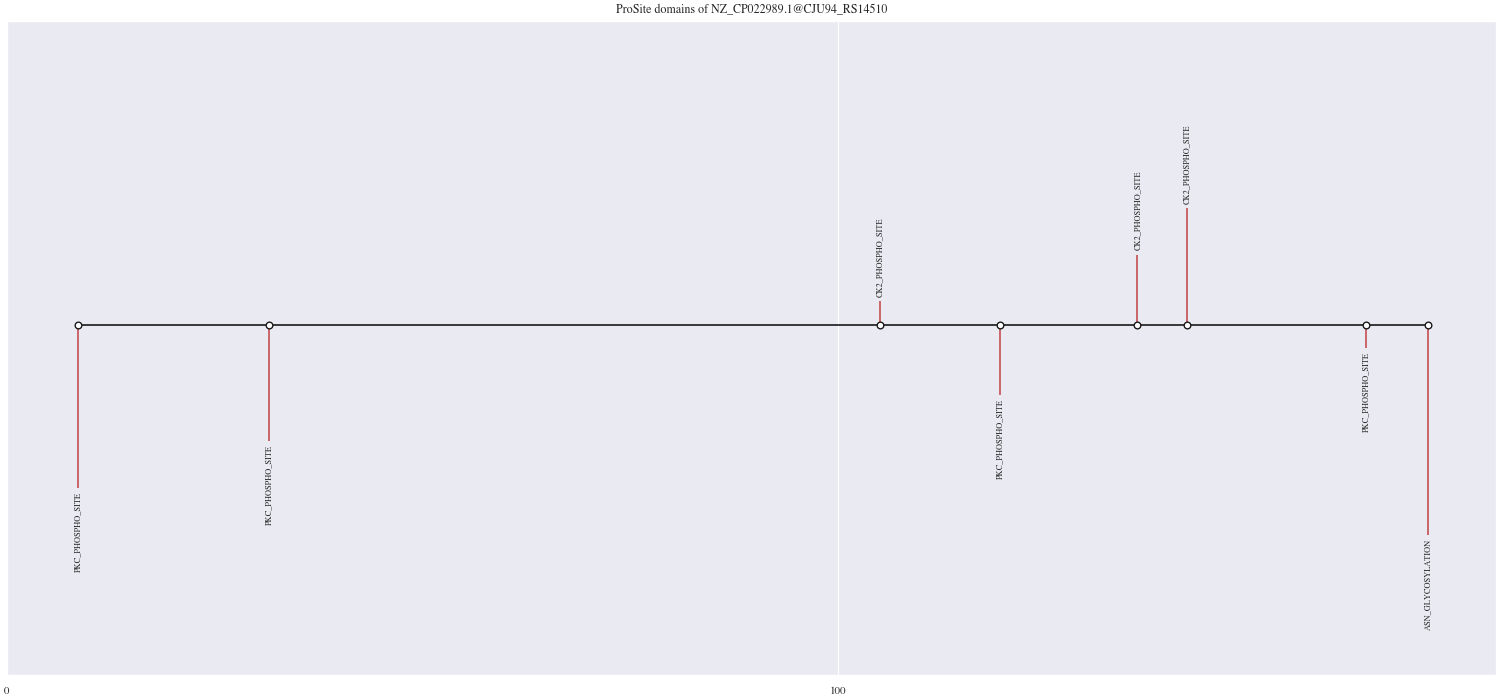 ProSite domains of NZ_CP022989.1@CJU94_RS14510
CK2_PHOSPHO_SITE
CK2_PHOSPHO_SITE
CK2_PHOSPHO_SITE
PKC_PHOSPHO_SITE
PKC_PHOSPHO_SITE
PKC_PHOSPHO_SITE
PKC_PHOSPHO_SITE
ASN_GLYCOSYLATION
0
100